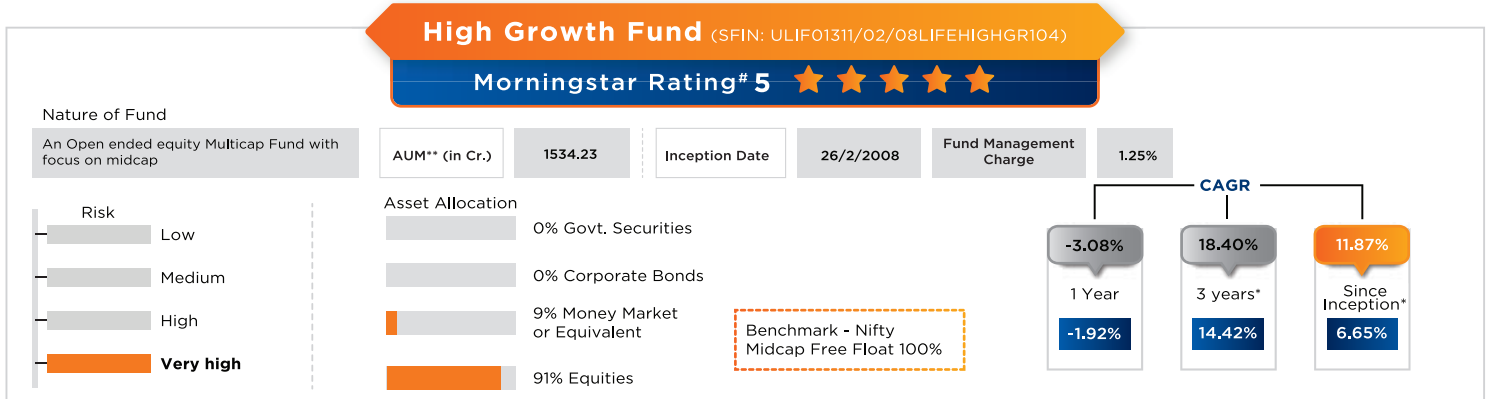 High Growth Fund (SFIN: ULIF01311/02/08LIFEHIGHGR104)
Morningstar Rating# 5
Nature of Fund
An Open ended equity Multicap Fund with
focus on midcap
AUM** (in Cr.)
1534.23
Inception Date
26/2/2008
Fund Management
Charge
1.25%
Risk
Low
Medium
High
Very high
Asset Allocation
0% Govt. Securities
0% Corporate Bonds
9% Money Market
or Equivalent
91% Equities
Benchmark - Nifty
Midcap Free Float 100%
CAGR
-3.08%
1 Year
-1.92%
18.40%
3 years*
14.42%
11.87%
Since
Inception*
6.65%